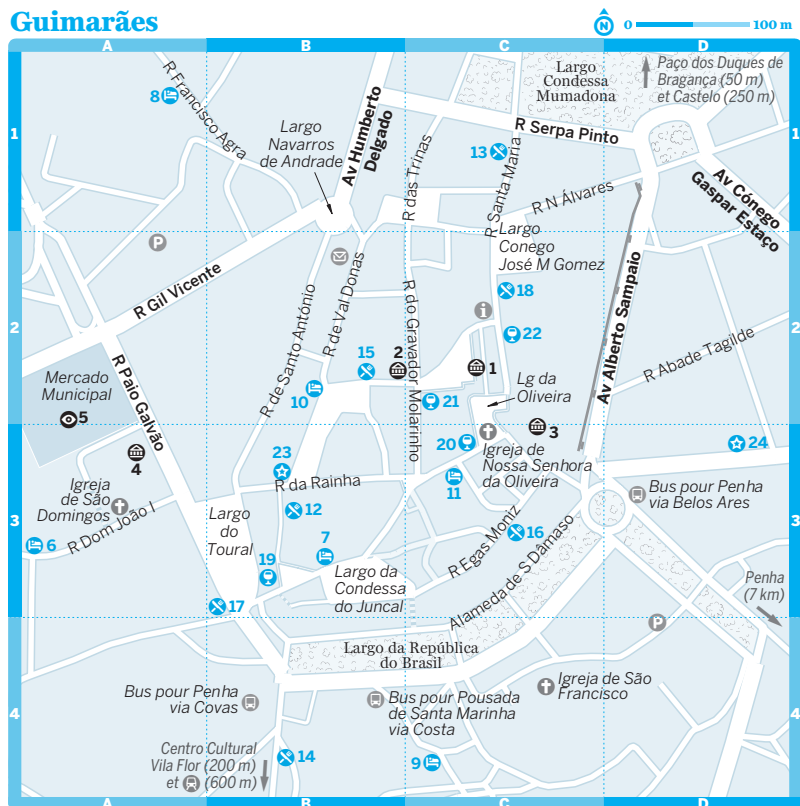 Guimarães
N 0 100 m
A B C D
1
2
3
4
1
2
3
4
A B C D
R Francisco Agra
8
Largo
Navarros
de Andrade
Av Humberto
Delgado
R das Trinas
Largo
Condessa
Mumadona
Paço dos Duques de
Bragança (50 m)
et Castelo (250 m)
R Serpa Pinto
13
R Santa Maria
R N Álvares
Av Cónego
Gaspar Estaço
Largo
Conego
José M Gomez
P
R Gil Vicente
R de Santo António
R de Val Donas
R do Gravador Molarinho
18
i
22
Av Alberto Sampaio
R Abade Tagilde
15
2
1
10
21
Lg da
Oliveira
Mercado
Municipal
5
R Paio Galvão
4
3
20
Igreja de
Nossa Senhora
da Oliveira
24
23
R da Rainha
11
Bus pour Penha
via Belos Ares
Igreja
de São
Domingos
R Dom João I
6
12
Largo
do
Toural
7
19
16
R Egas Moniz
Alameda de S Dâmaso
Largo da
Condessa
do Juncal
17
Penha
(7 km)
P
Largo da República
do Brasil
Igreja de São
Francisco
Bus pour Penha
via Covas
Bus pour Pousada
de Santa Marinha
via Costa
Centro Cultural
Vila Flor (200 m)
et (600 m)
14
9